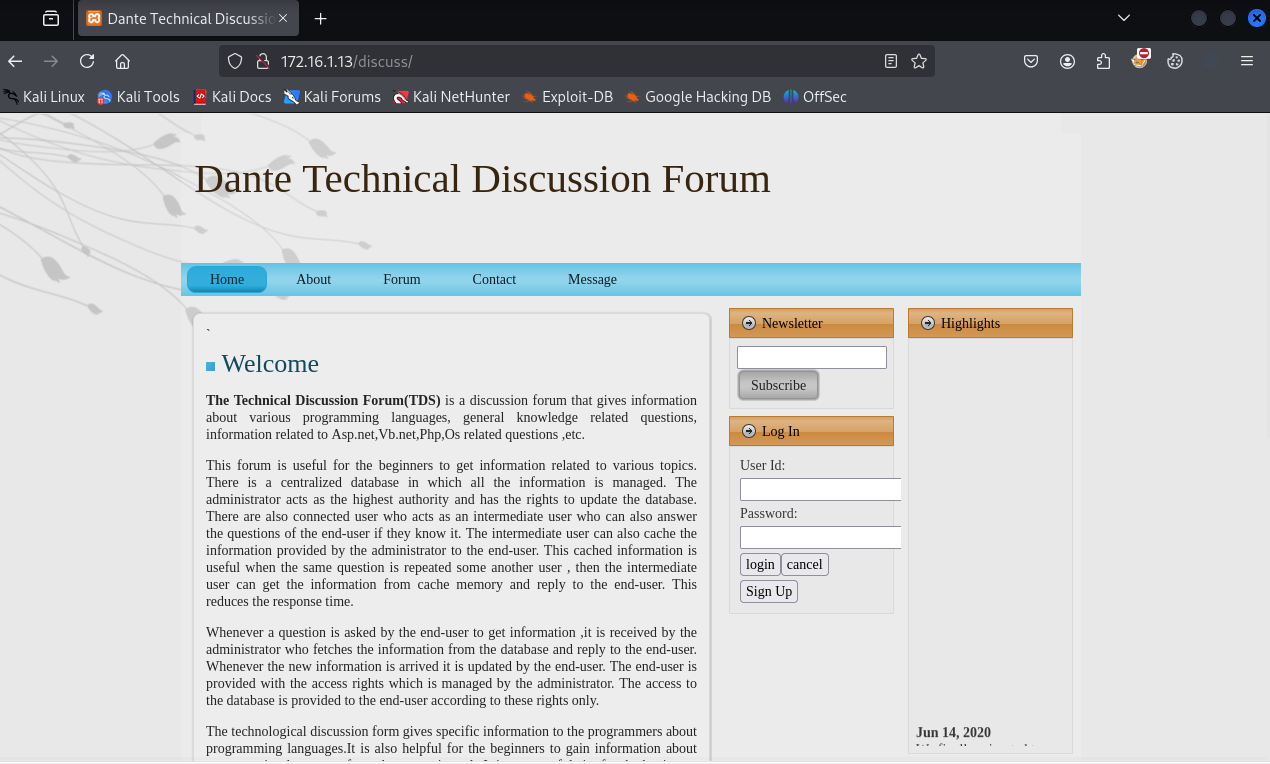 Dante Technical Discussio
172.16.1.13/discuss/
Kali Linux Kali Tools Kali Docs Kali Forums Kali NetHunter Exploit-DB Google Hacking DB OffSec
Dante Technical Discussion Forum
Home About Forum Contact Message
`
Welcome
The Technical Discussion Forum(TDS) is a discussion forum that gives information
about various programming languages, general knowledge related questions,
information related to Asp.net,Vb.net,Php,Os related questions ,etc.
This forum is useful for the beginners to get information related to various topics.
There is a centralized database in which all the information is managed. The
administrator acts as the highest authority and has the rights to update the database.
There are also connected user who acts as an intermediate user who can also answer
the questions of the end-user if they know it. The intermediate user can also cache the
information provided by the administrator to the end-user. This cached information is
useful when the same question is repeated some another user , then the intermediate
user can get the information from cache memory and reply to the end-user. This
reduces the response time.
Whenever a question is asked by the end-user to get information ,it is received by the
administrator who fetches the information from the database and reply to the end-user.
Whenever the new information is arrived it is updated by the end-user. The end-user is
provided with the access rights which is managed by the administrator. The access to
the database is provided to the end-user according to these rights only.
The technological discussion form gives specific information to the programmers about
programming languages.It is also helpful for the beginners to gain information about
Newsletter
Subscribe
Log In
User Id:
Password:
login cancel
Sign Up
Highlights
Jun 14, 2020